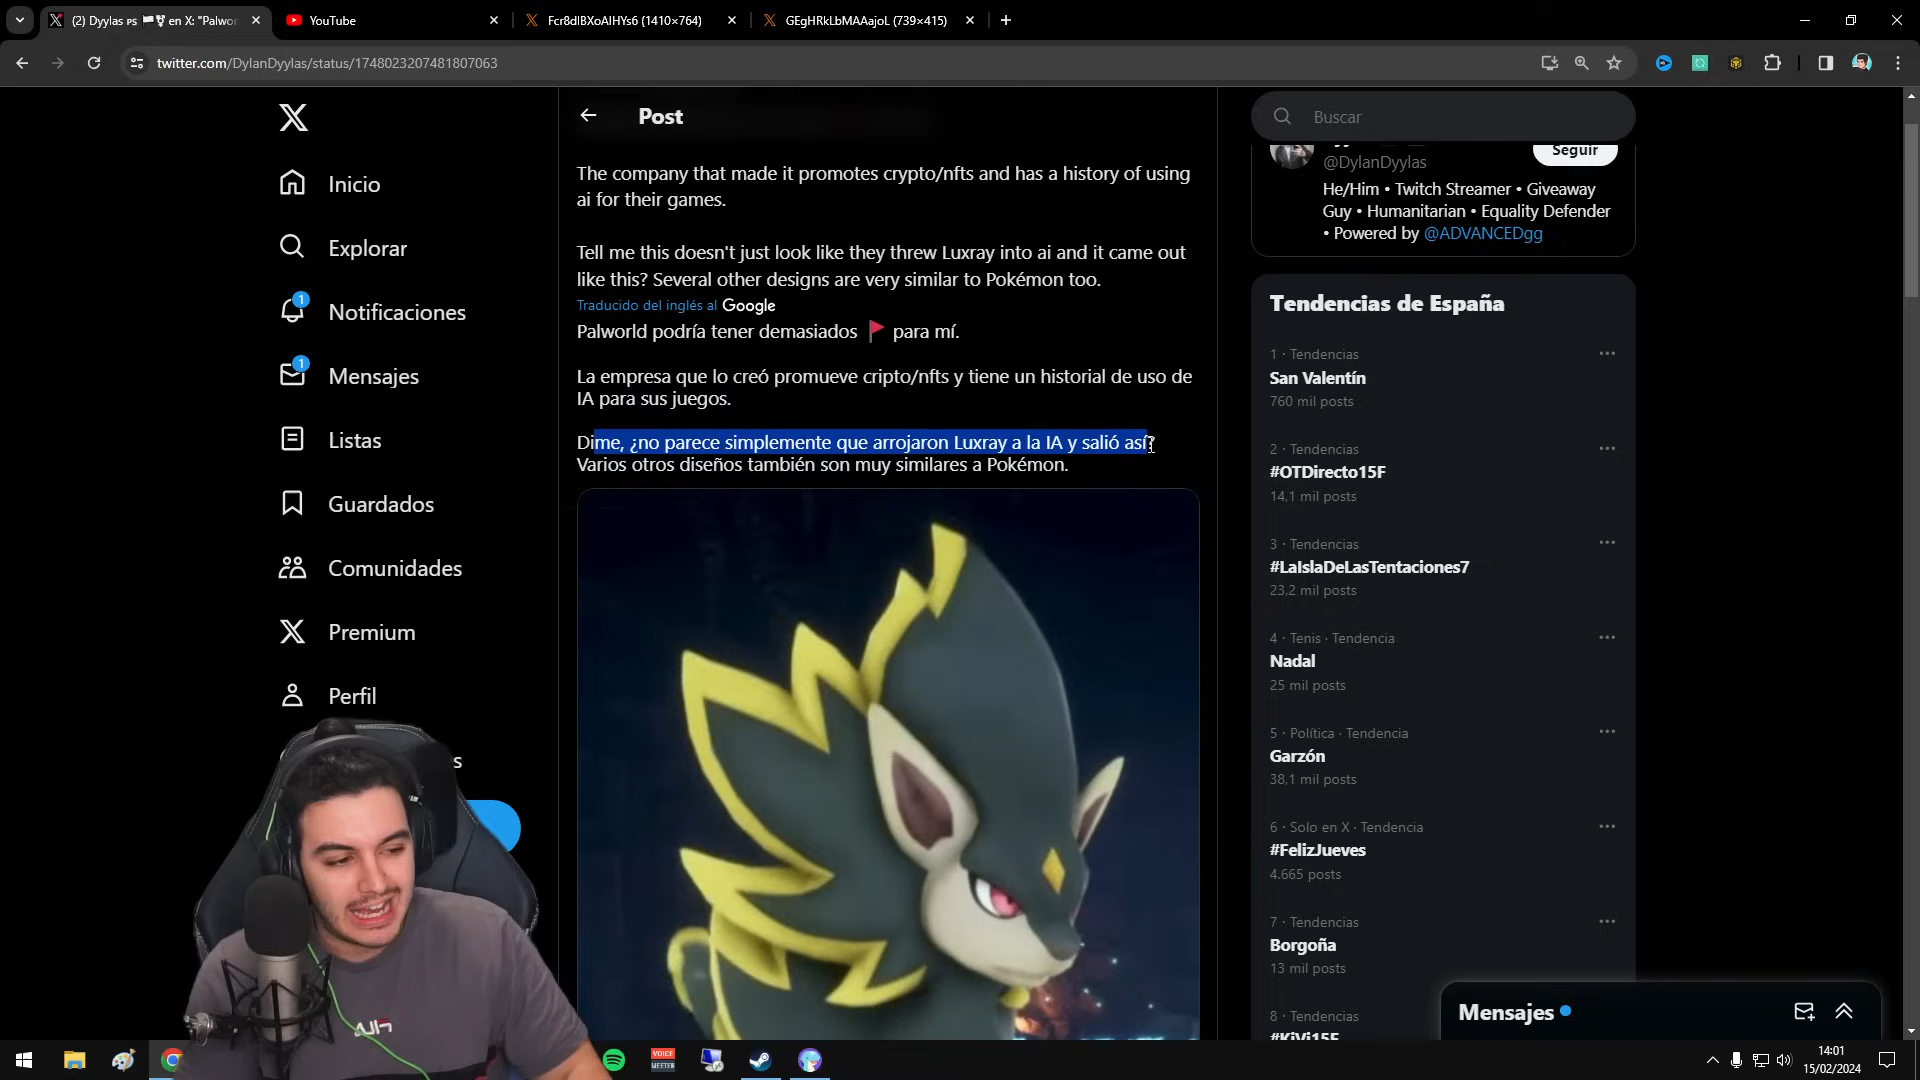 (2) Dyylas PS en X: "Palwor
YouTube
Fcr8dlBXoAIHYs6 (1410×764)
GEgHRkLbMAAajoL (739×415)
twitter.com/DylanDyylas/status/1748023207481807063
Inicio
Explorar
1
Notificaciones
1
Mensajes
Listas
Guardados
Comunidades
Premium
Perfil
s
Post
The company that made it promotes crypto/nfts and has a history of using
ai for their games.
Tell me this doesn't just look like they threw Luxray into ai and it came out
like this? Several other designs are very similar to Pokémon too.
Traducido del inglés al Google
Palworld podría tener demasiados 🚩 para mí.
La empresa que lo creó promueve cripto/nfts y tiene un historial de uso de
IA para sus juegos.
Dime, ¿no parece simplemente que arrojaron Luxray a la IA y salió así?
Varios otros diseños también son muy similares a Pokémon.
Buscar
@DylanDyylas
Seguir
He/Him • Twitch Streamer • Giveaway
Guy • Humanitarian • Equality Defender
• Powered by @ADVANCEDgg
Tendencias de España
1 · Tendencias
San Valentín
760 mil posts
2 · Tendencias
#OTDirecto15F
14,1 mil posts
3 · Tendencias
#LaIslaDeLasTentaciones7
23,2 mil posts
4 · Tenis · Tendencia
Nadal
25 mil posts
5 · Política · Tendencia
Garzón
38,1 mil posts
6 · Solo en X · Tendencia
#FelizJueves
4.665 posts
7 · Tendencias
Borgoña
13 mil posts
8 · Tendencias
#KiVi15F
Mensajes
FILA
VOICE
MEETER
14:01
15/02/2024